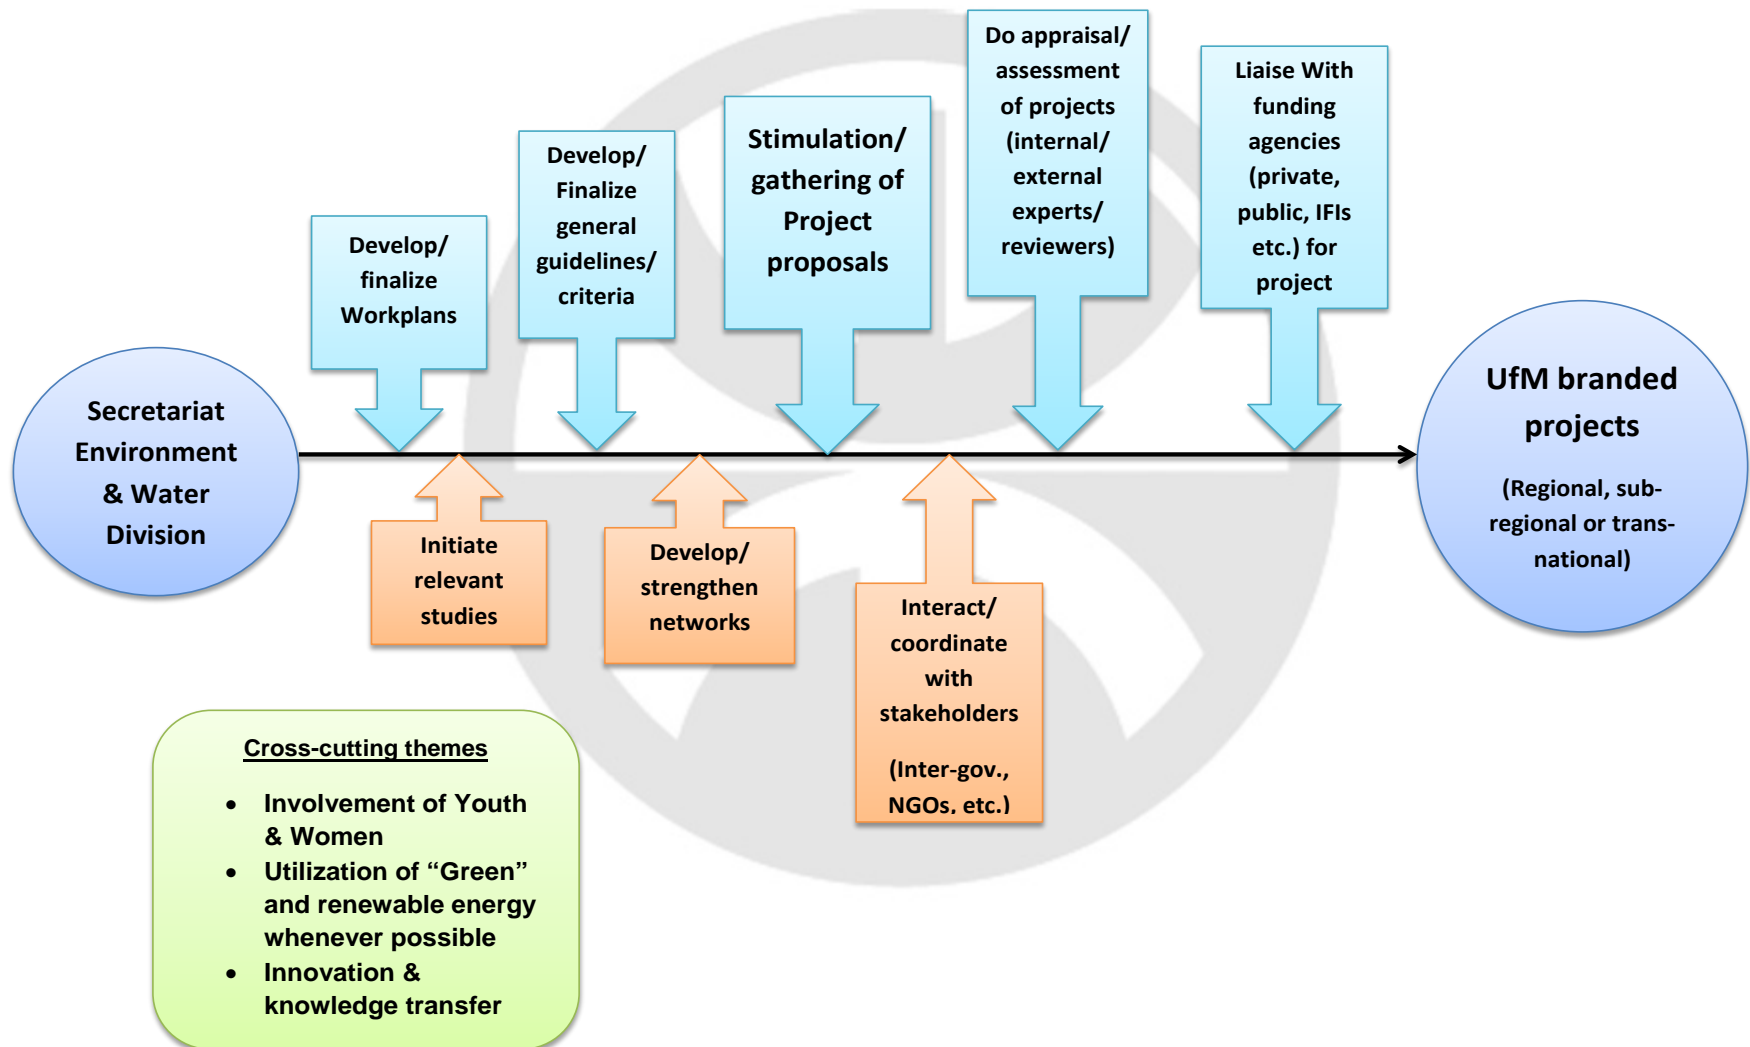 Secretariat
Environment
& Water
Division
Develop/
finalize
Workplans
Develop/
Finalize
general
guidelines/
criteria
Stimulation/
gathering of
Project
proposals
Do appraisal/
assessment
of projects
(internal/
external
experts/
reviewers)
Liaise With
funding
agencies
(private,
public, IFIs
etc.) for
project
UfM branded
projects
(Regional, sub-
regional or trans-
national)
Initiate
relevant
studies
Develop/
strengthen
networks
Interact/
coordinate
with
stakeholders
(Inter-gov.,
NGOs, etc.)
Cross-cutting themes
• Involvement of Youth
& Women
• Utilization of “Green”
and renewable energy
whenever possible
• Innovation &
knowledge transfer